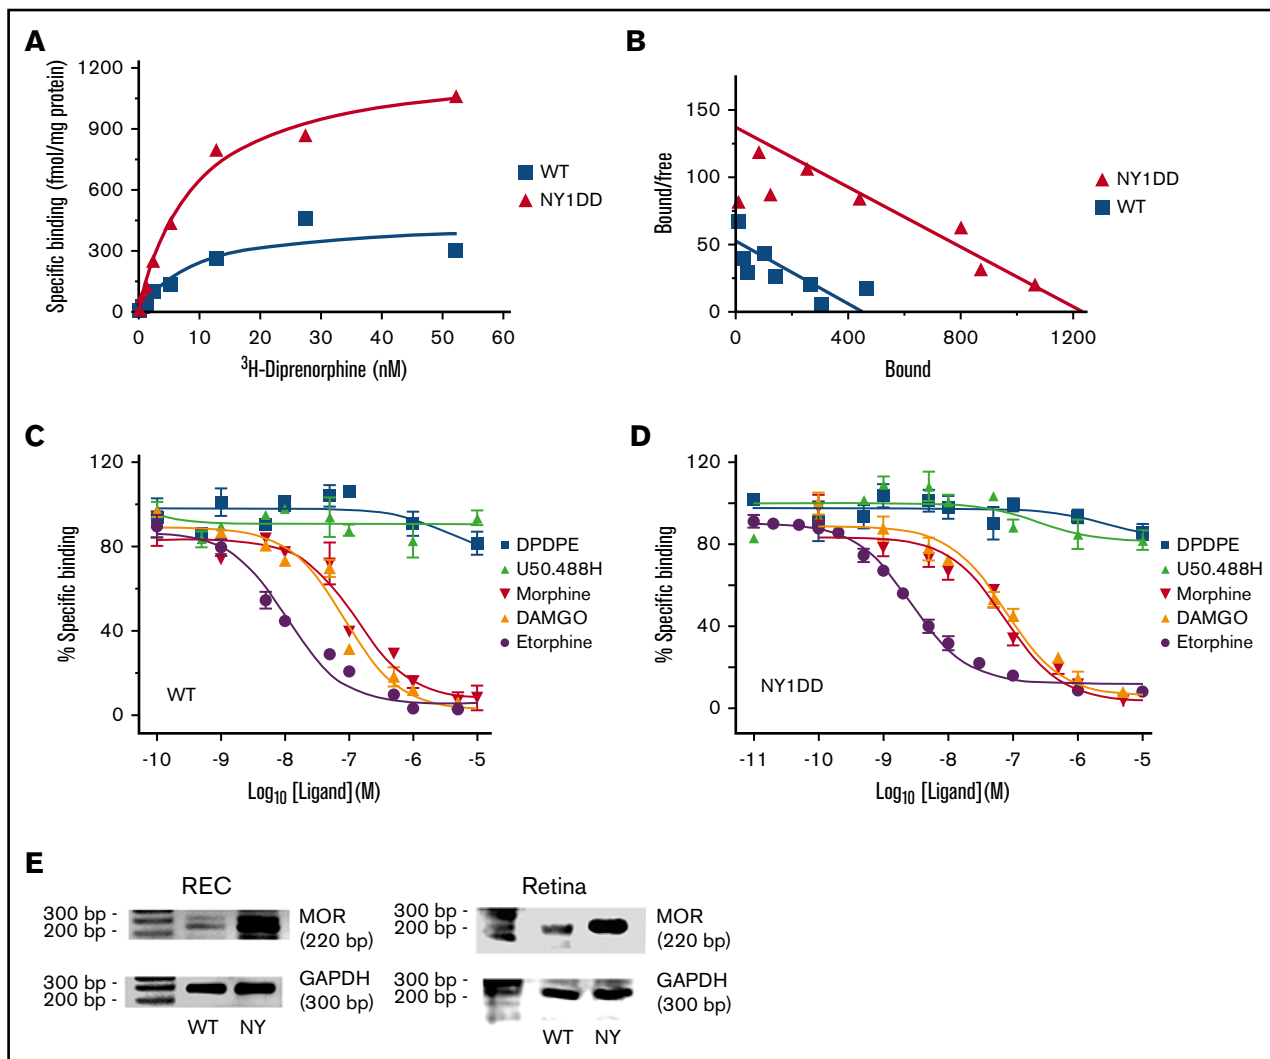 A
Specific binding (fmol/mg protein)
1200
900
600
300
0
0 10 20 30 40 50 60
³H-Diprenorphine (nM)
WT
NY1DD
B
Bound/free
150
100
50
0
0 400 800 1200
Bound
NY1DD
WT
C
% Specific binding
120
80
40
0
WT
-10 -9 -8 -7 -6 -5
Log₁₀ [Ligand] (M)
DPDPE
U50.488H
Morphine
DAMGO
Etorphine
D
% Specific binding
120
80
40
0
NY1DD
-11 -10 -9 -8 -7 -6 -5
Log₁₀ [Ligand] (M)
DPDPE
U50.488H
Morphine
DAMGO
Etorphine
E
REC
300 bp -
200 bp -
MOR
(220 bp)
300 bp -
200 bp -
GAPDH
(300 bp)
WT NY
Retina
300 bp -
200 bp -
MOR
(220 bp)
300 bp -
200 bp -
GAPDH
(300 bp)
WT NY